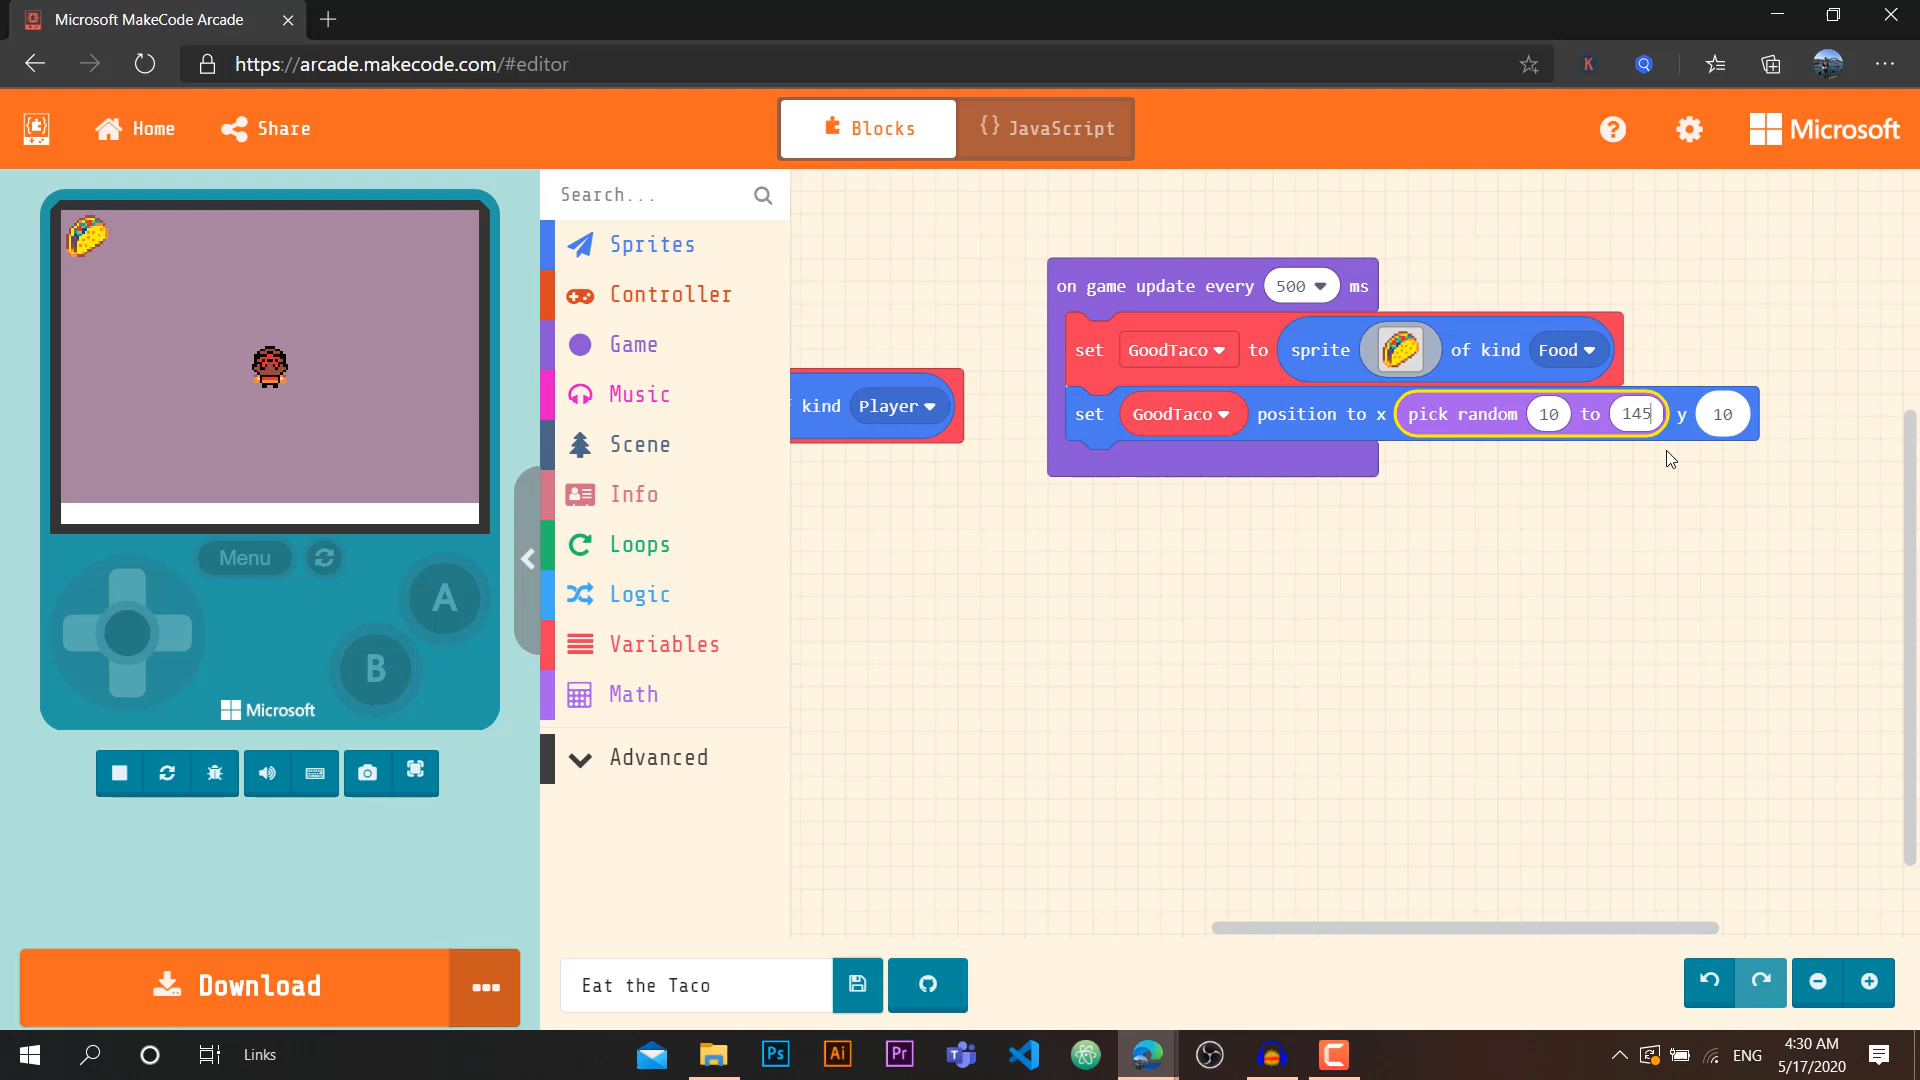 Microsoft MakeCode Arcade
https://arcade.makecode.com/#editor
Home
Share
Blocks
{} JavaScript
Microsoft
Search...
Sprites
Controller
Game
Music
Scene
Info
Loops
Logic
Variables
Math
Advanced
kind Player
on game update every 500 ms
set GoodTaco to sprite of kind Food
set GoodTaco position to x pick random 10 to 145 y 10
Menu
A
B
Microsoft
Download
Eat the Taco
Links
Ps
Ai
Pr
ENG
4:30 AM
5/17/2020